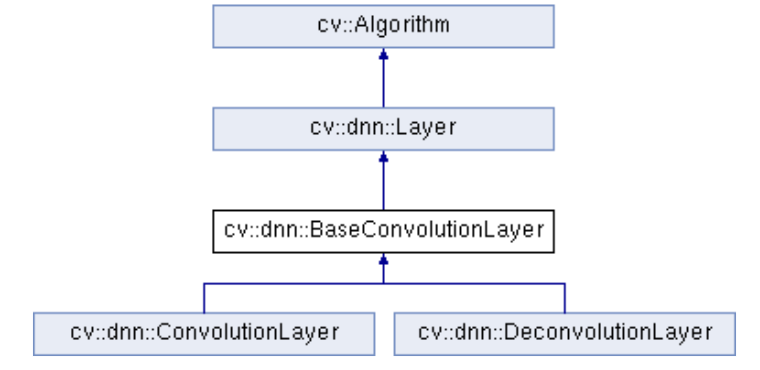 cv::Algorithm
cv::dnn::Layer
cv::dnn::BaseConvolutionLayer
cv::dnn::ConvolutionLayer
cv::dnn::DeconvolutionLayer